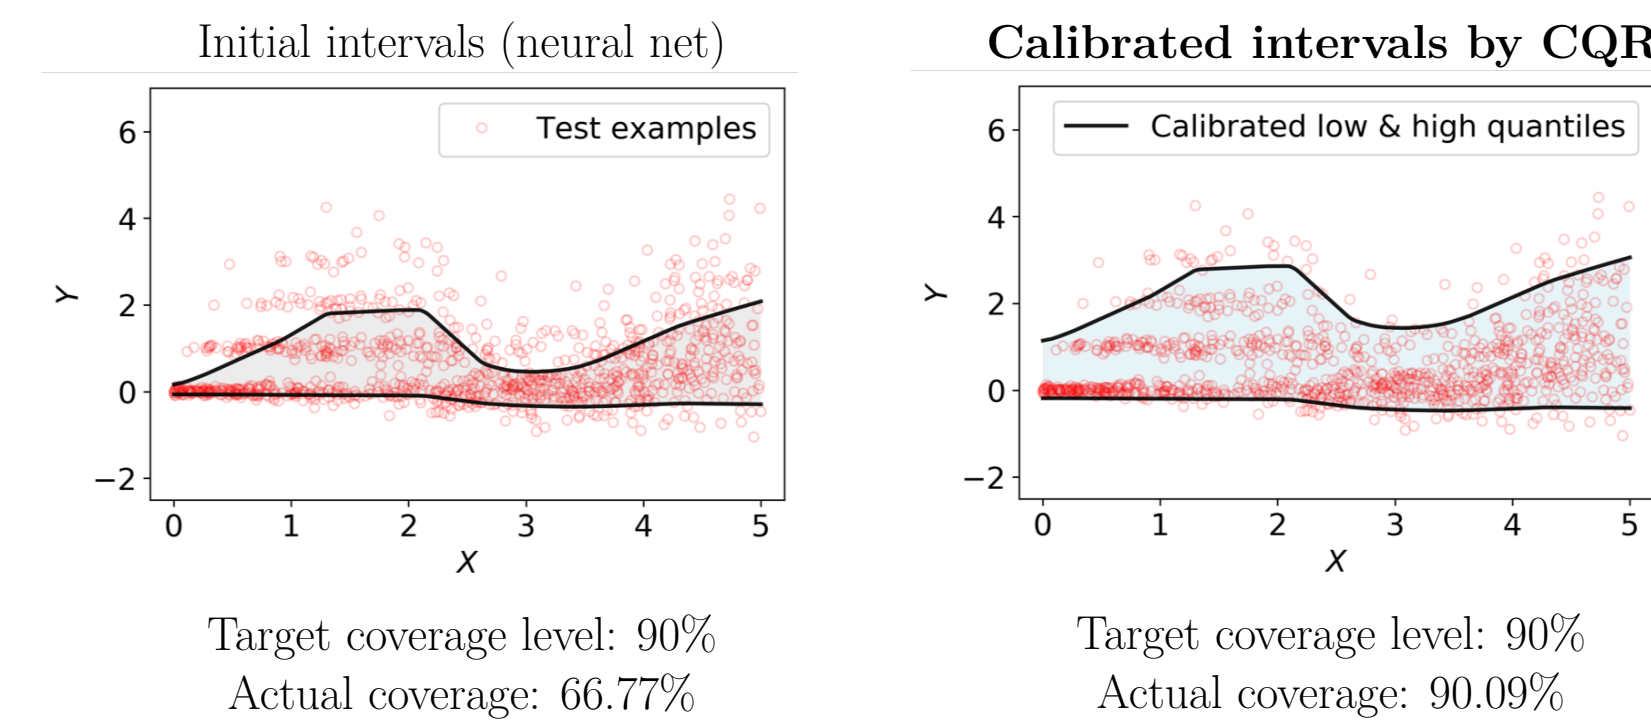 Initial intervals (neural net)
Test examples
6
4
2
0
−2
Y
0 1 2 3 4 5
X
Target coverage level: 90%
Actual coverage: 66.77%
Calibrated intervals by CQR
Calibrated low & high quantiles
6
4
2
0
−2
Y
0 1 2 3 4 5
X
Target coverage level: 90%
Actual coverage: 90.09%